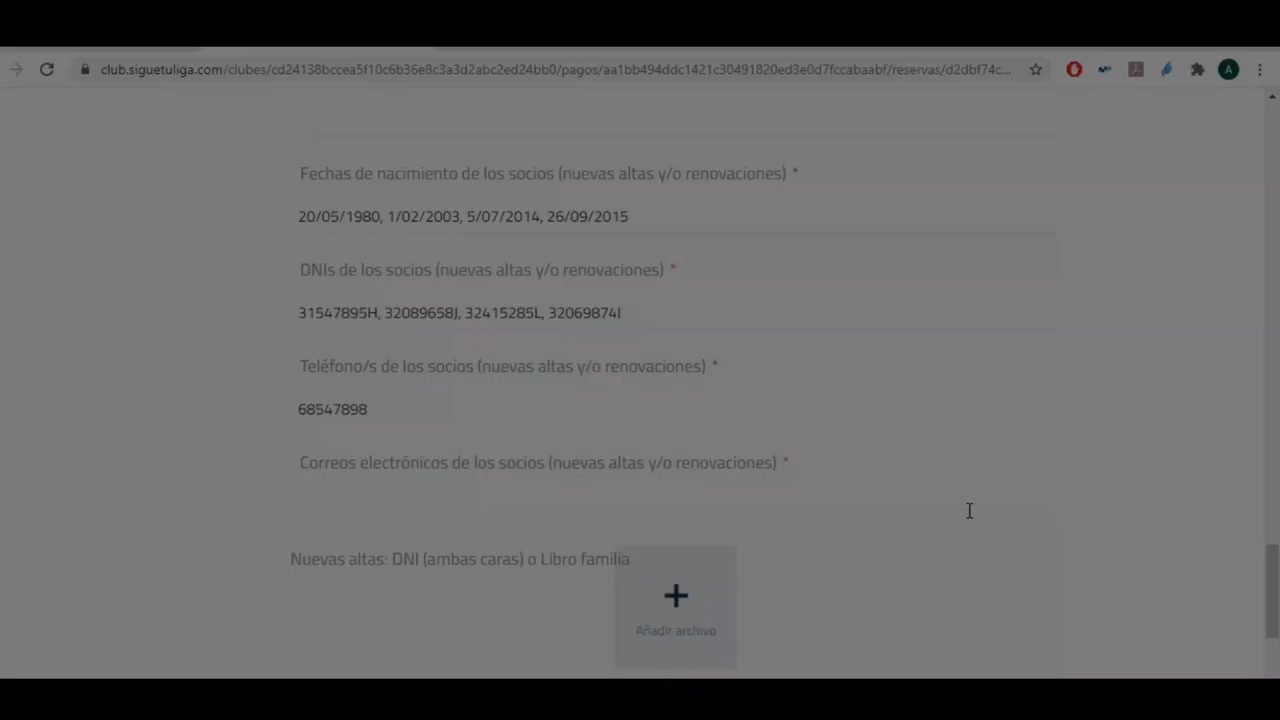 club.siguetuliga.com/clubes/cd24138bccea5f10c6b36e8c3a3d2abc2ed24bb0/pagos/aa1bb494ddc1421c30491820ed3e0d7fccabaabf/reservas/d2dbf74c...
A
Fechas de nacimiento de los socios (nuevas altas y/o renovaciones) *
20/05/1980, 1/02/2003, 5/07/2014, 26/09/2015
DNIs de los socios (nuevas altas y/o renovaciones) *
31547895H, 32089658J, 32415285L, 32069874I
Teléfono/s de los socios (nuevas altas y/o renovaciones) *
68547898
Correos electrónicos de los socios (nuevas altas y/o renovaciones) *
Nuevas altas: DNI (ambas caras) o Libro familia
Añadir archivo